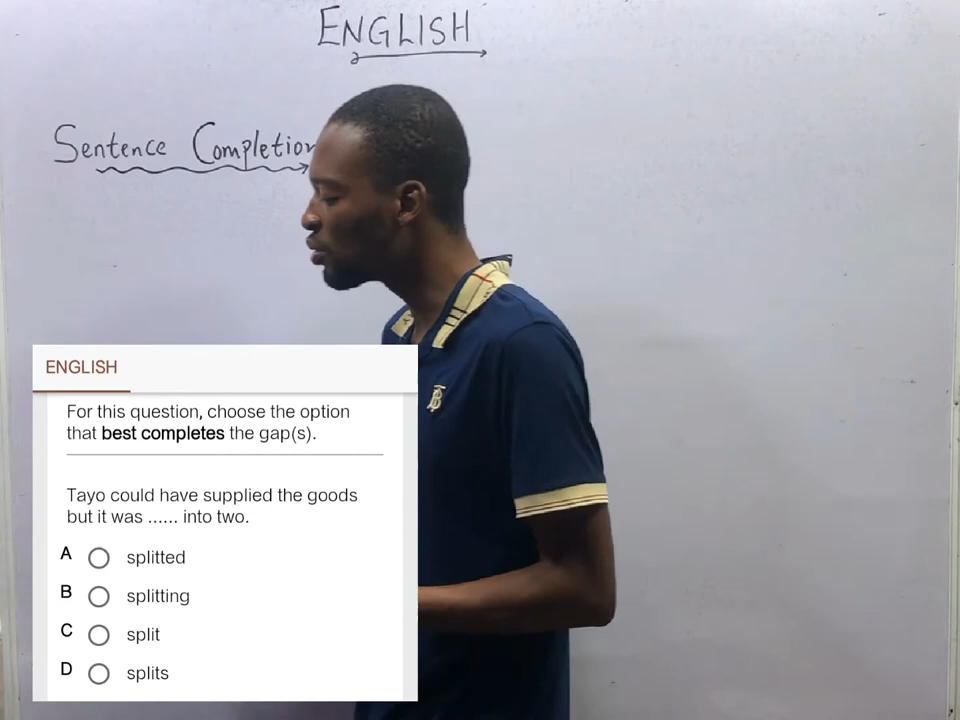 ENGLISH
Sentence Completion
ENGLISH
For this question, choose the option
that best completes the gap(s).
Tayo could have supplied the goods
but it was ...... into two.
A splitted
B splitting
C split
D splits